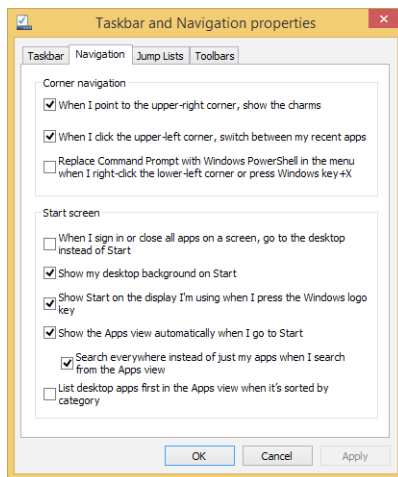 Taskbar and Navigation properties
Taskbar Navigation Jump Lists Toolbars
Corner navigation
When I point to the upper-right corner, show the charms
When I click the upper-left corner, switch between my recent apps
Replace Command Prompt with Windows PowerShell in the menu
when I right-click the lower-left corner or press Windows key+X
Start screen
When I sign in or close all apps on a screen, go to the desktop
instead of Start
Show my desktop background on Start
Show Start on the display I'm using when I press the Windows logo
key
Show the Apps view automatically when I go to Start
Search everywhere instead of just my apps when I search
from the Apps view
List desktop apps first in the Apps view when it's sorted by
category
OK Cancel Apply